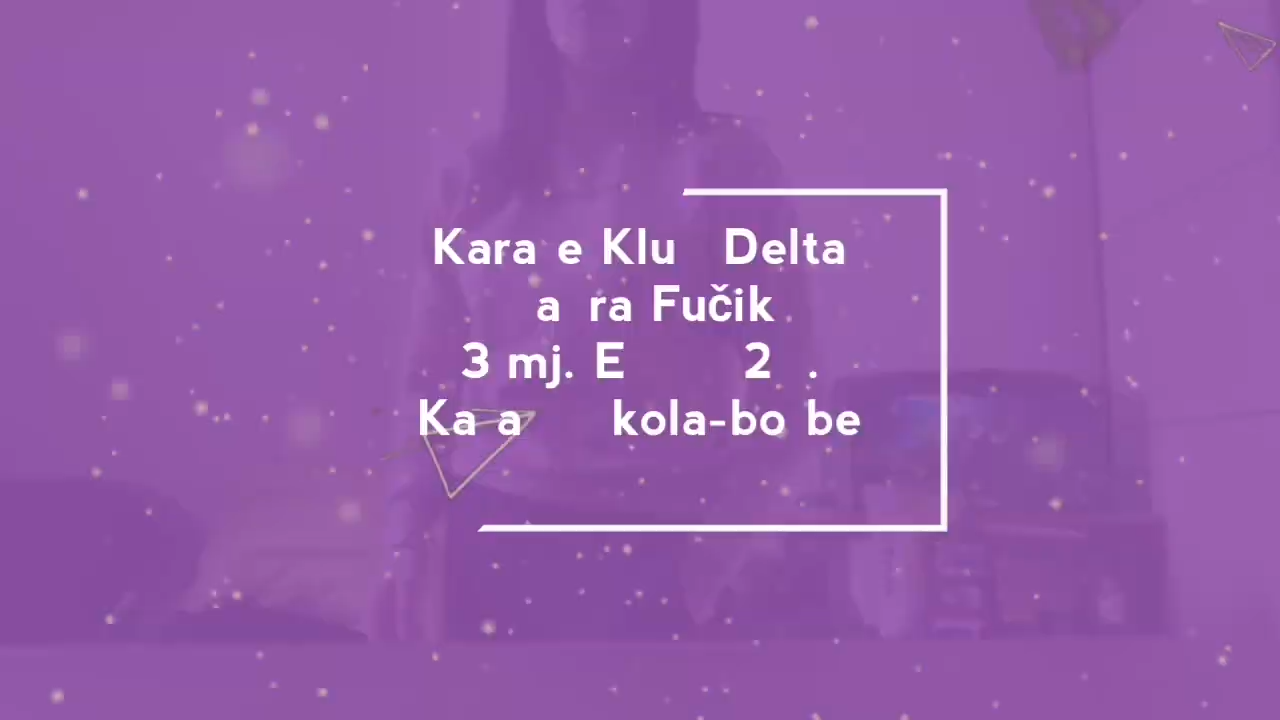 Kara e Klu Delta
a ra Fučik
3 mj. E 2 .
Ka a kola-bo be